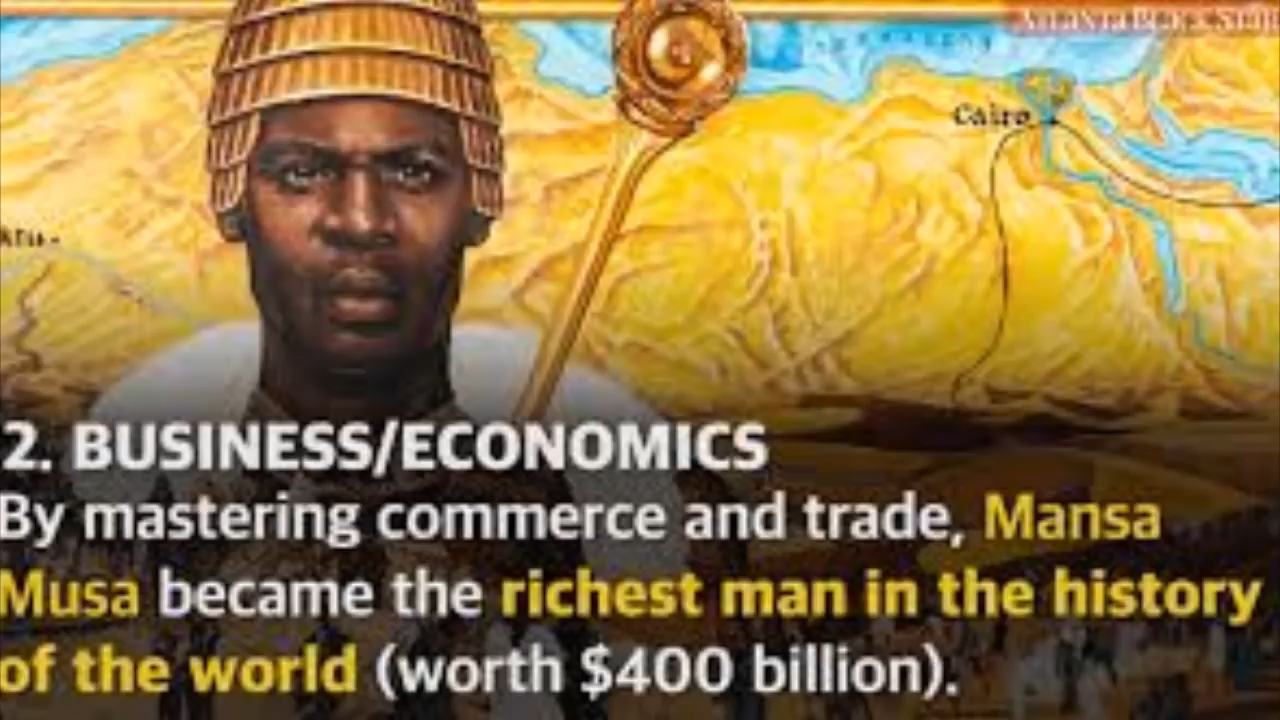 Cairo
2. BUSINESS/ECONOMICS
By mastering commerce and trade, Mansa
Musa became the richest man in the history
of the world (worth $400 billion).